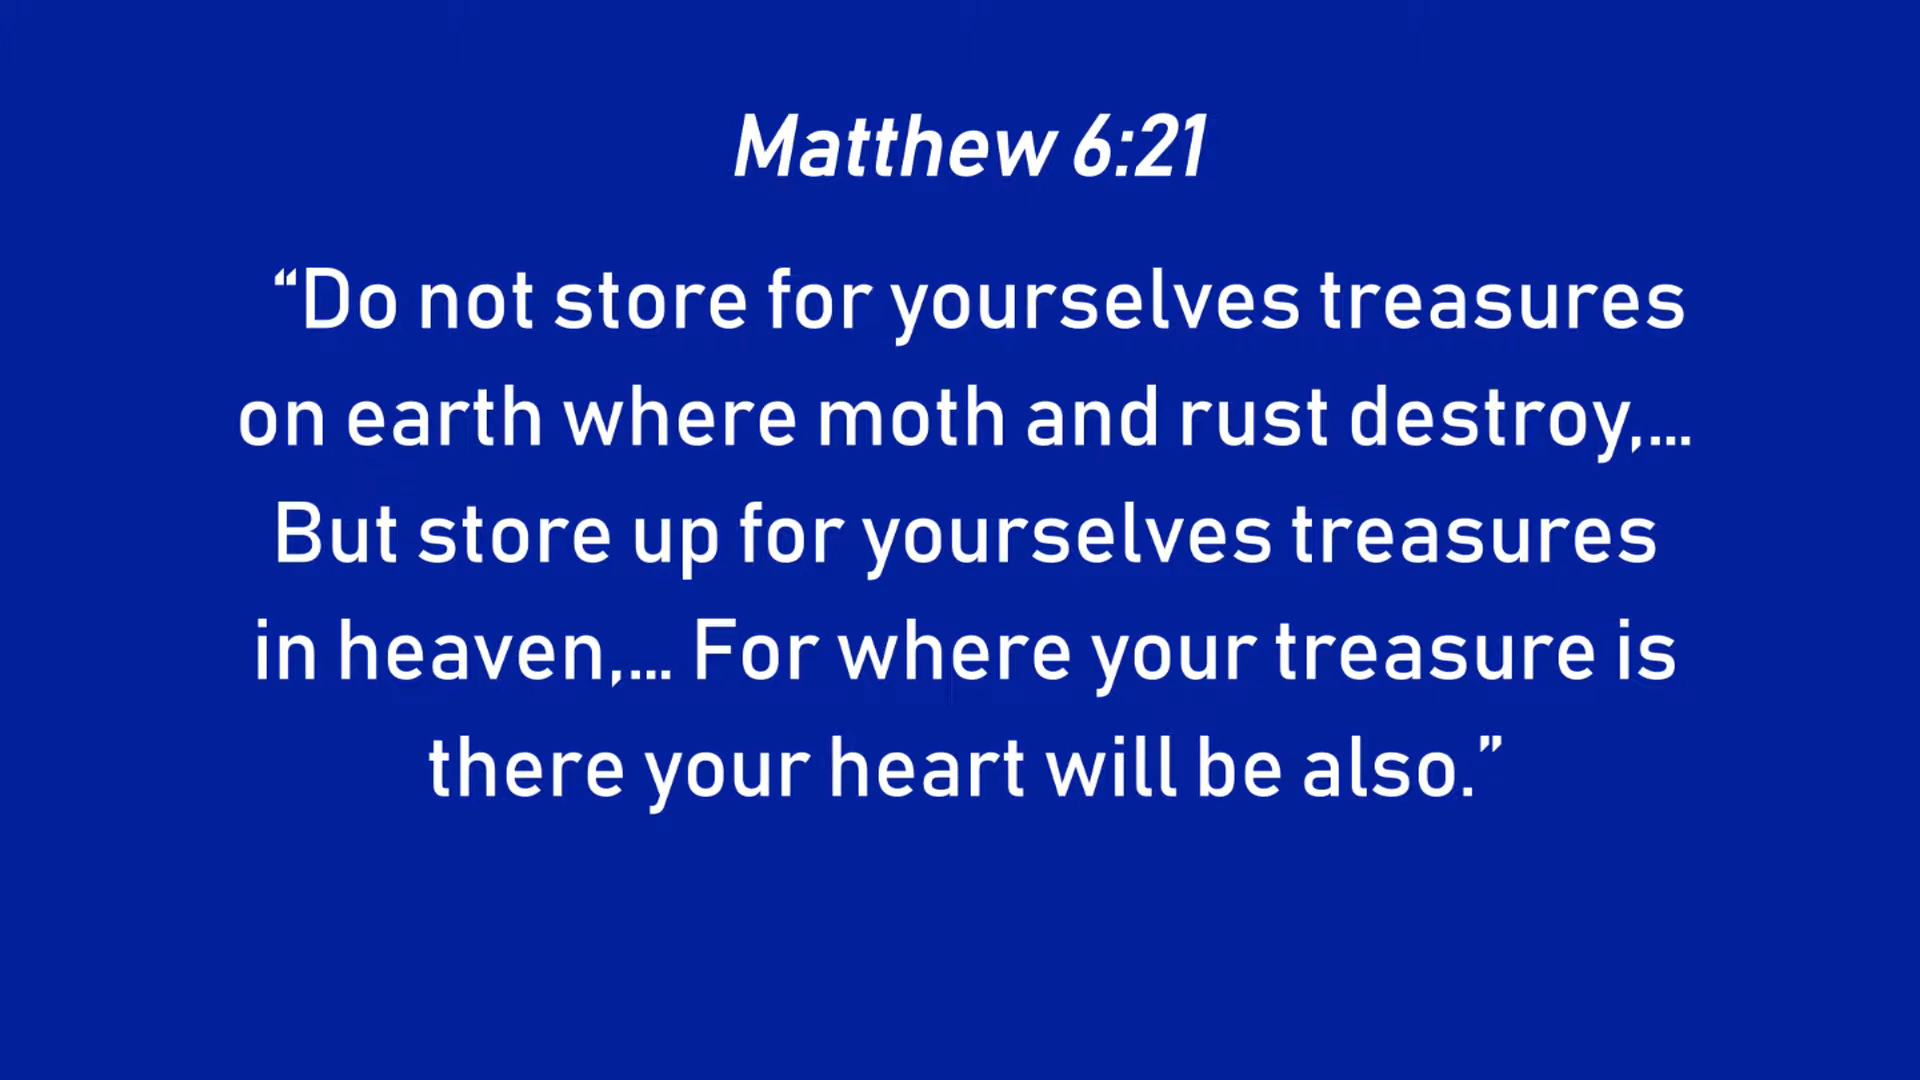 Matthew 6:21
“Do not store for yourselves treasures
on earth where moth and rust destroy,...
But store up for yourselves treasures
in heaven,... For where your treasure is
there your heart will be also.”